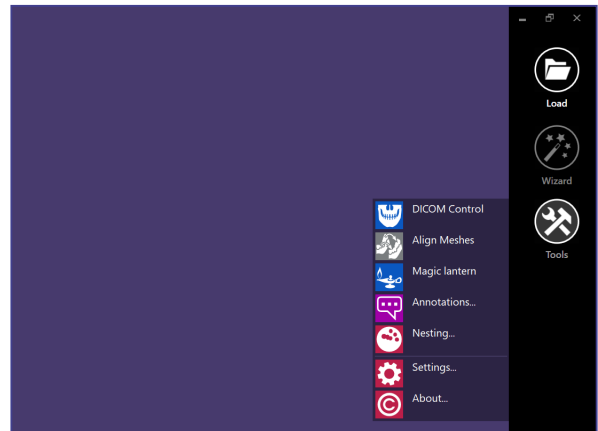 Load
Wizard
Tools
DICOM Control
Align Meshes
Magic lantern
Annotations...
Nesting...
Settings...
About...